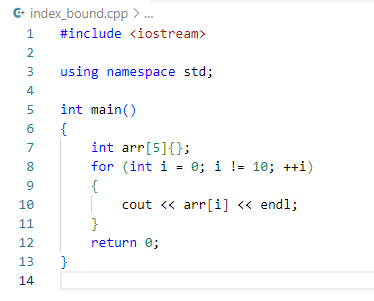 index_bound.cpp > ...
1 #include <iostream>
2
3 using namespace std;
4
5 int main()
6 {
7     int arr[5]{};
8     for (int i = 0; i != 10; ++i)
9     {
10         cout << arr[i] << endl;
11     }
12     return 0;
13 }
14